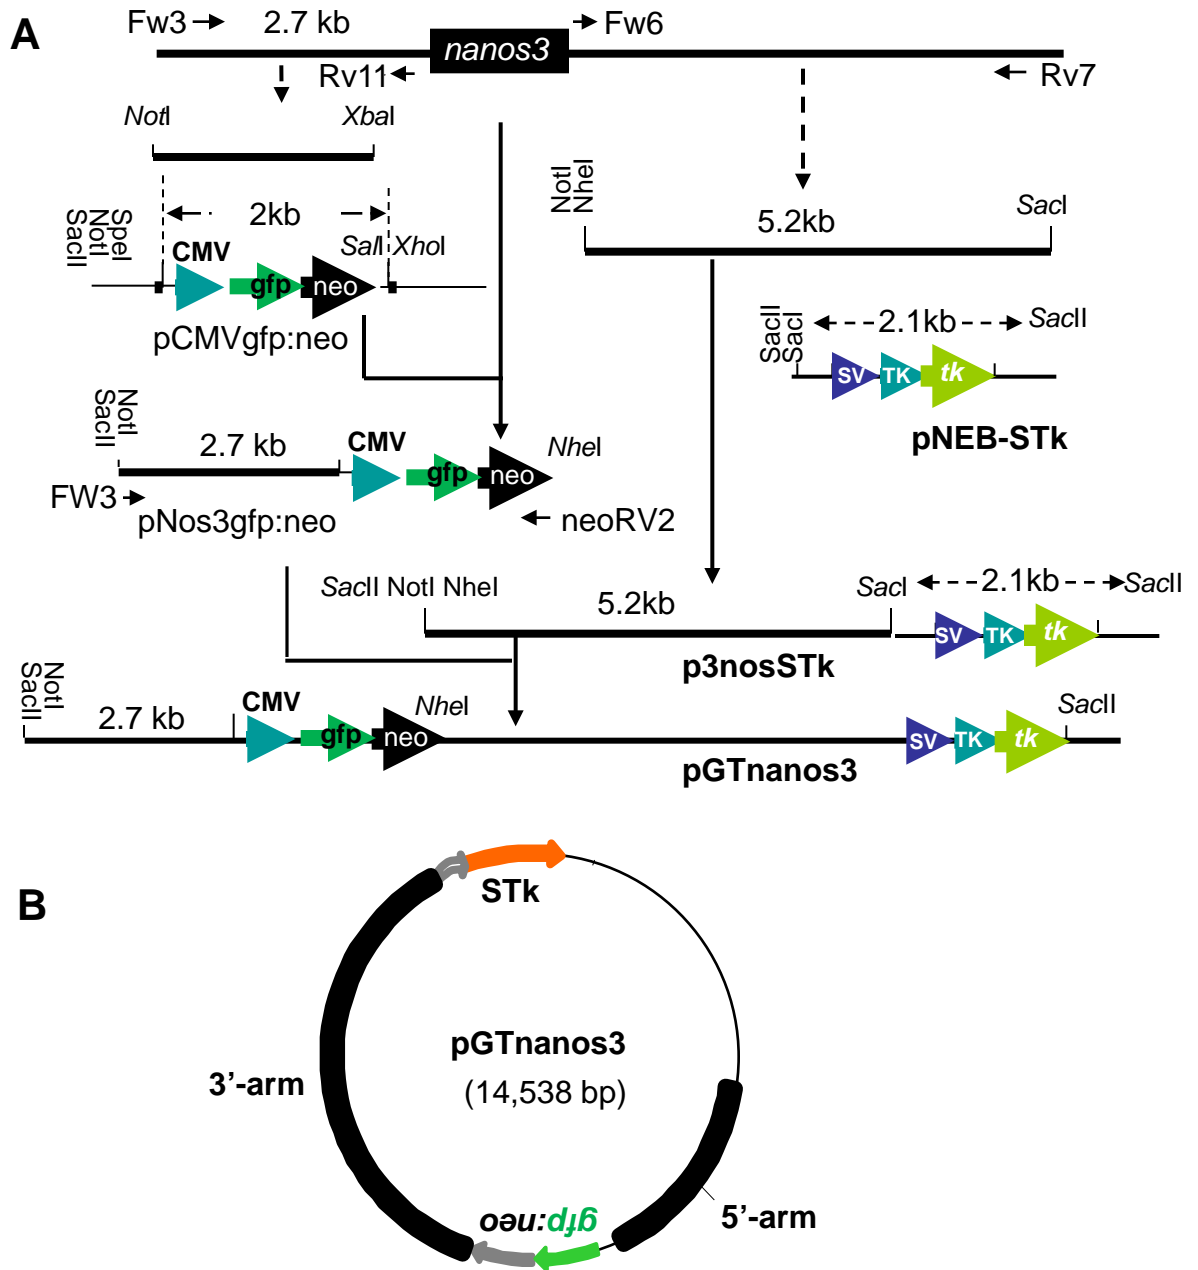 A
Fw3
2.7 kb
nanos3
Fw6
Rv11
Rv7
NotI
XbaI
NotI
NheI
5.2kb
SacI
SacII
NotI
SpeI
2kb
CMV
SalI
XhoI
gfp
neo
pCMVgfp:neo
SacII
SacI
2.1kb
SacII
SV
TK
tk
pNEB-STk
SacII
NotI
2.7 kb
CMV
NheI
gfp
neo
FW3
pNos3gfp:neo
neoRV2
SacII NotI NheI
5.2kb
SacI
2.1kb
SacII
SV
TK
tk
p3nosSTk
SacII
NotI
2.7 kb
CMV
NheI
gfp
neo
SacII
SV
TK
tk
pGTnanos3
B
STk
pGTnanos3
(14,538 bp)
3’-arm
5’-arm
gfp:neo